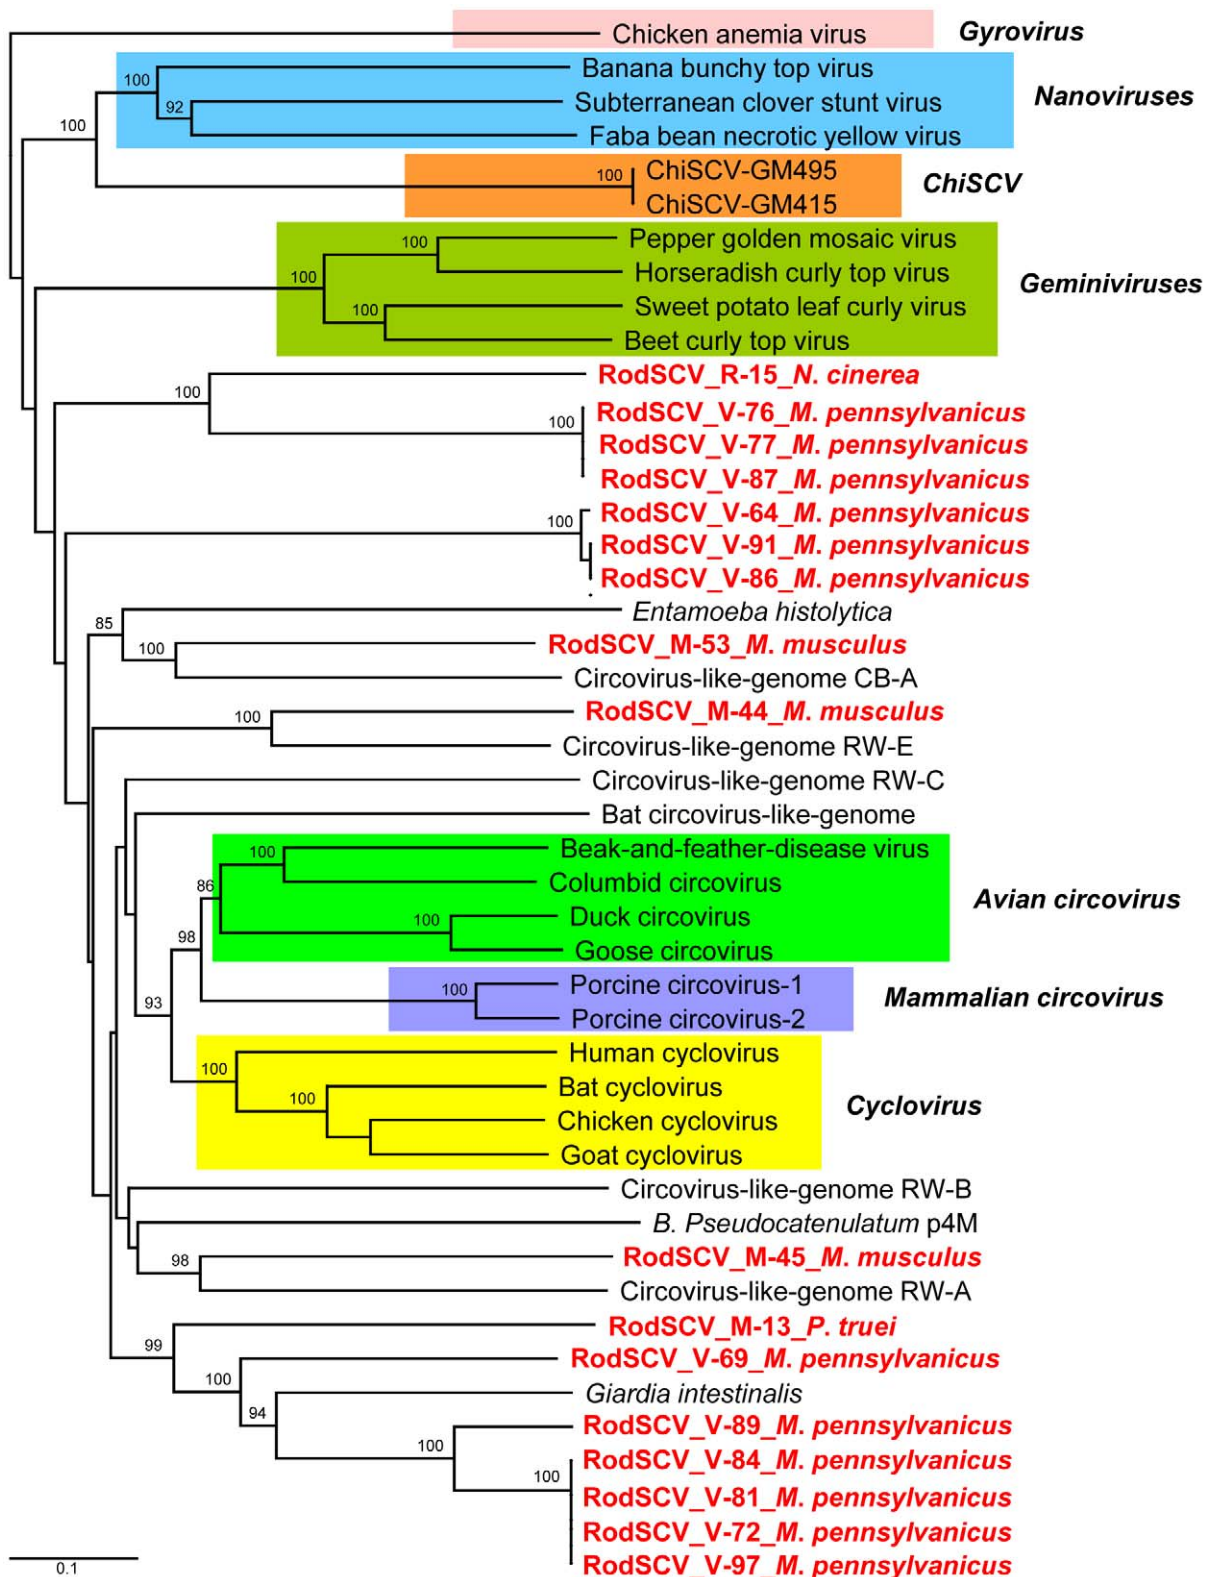 Chicken anemia virus
Gyrovirus
100
Banana bunchy top virus
92
Subterranean clover stunt virus
Nanoviruses
100
Faba bean necrotic yellow virus
100
ChiSCV-GM495
ChiSCV
ChiSCV-GM415
100
Pepper golden mosaic virus
100
Horseradish curly top virus
Geminiviruses
100
Sweet potato leaf curly virus
Beet curly top virus
100
RodSCV_R-15_N. cinerea
100
RodSCV_V-76_M. pennsylvanicus
RodSCV_V-77_M. pennsylvanicus
RodSCV_V-87_M. pennsylvanicus
100
RodSCV_V-64_M. pennsylvanicus
RodSCV_V-91_M. pennsylvanicus
RodSCV_V-86_M. pennsylvanicus
85
Entamoeba histolytica
100
RodSCV_M-53_M. musculus
Circovirus-like-genome CB-A
100
RodSCV_M-44_M. musculus
Circovirus-like-genome RW-E
Circovirus-like-genome RW-C
Bat circovirus-like-genome
100
Beak-and-feather-disease virus
86
Columbid circovirus
Avian circovirus
100
Duck circovirus
98
Goose circovirus
100
Porcine circovirus-1
Mammalian circovirus
93
Porcine circovirus-2
100
Human cyclovirus
100
Bat cyclovirus
Cyclovirus
Chicken cyclovirus
Goat cyclovirus
Circovirus-like-genome RW-B
B. Pseudocatenulatum p4M
98
RodSCV_M-45_M. musculus
Circovirus-like-genome RW-A
99
RodSCV_M-13_P. truei
100
RodSCV_V-69_M. pennsylvanicus
94
Giardia intestinalis
100
RodSCV_V-89_M. pennsylvanicus
100
RodSCV_V-84_M. pennsylvanicus
RodSCV_V-81_M. pennsylvanicus
RodSCV_V-72_M. pennsylvanicus
RodSCV_V-97_M. pennsylvanicus
0.1